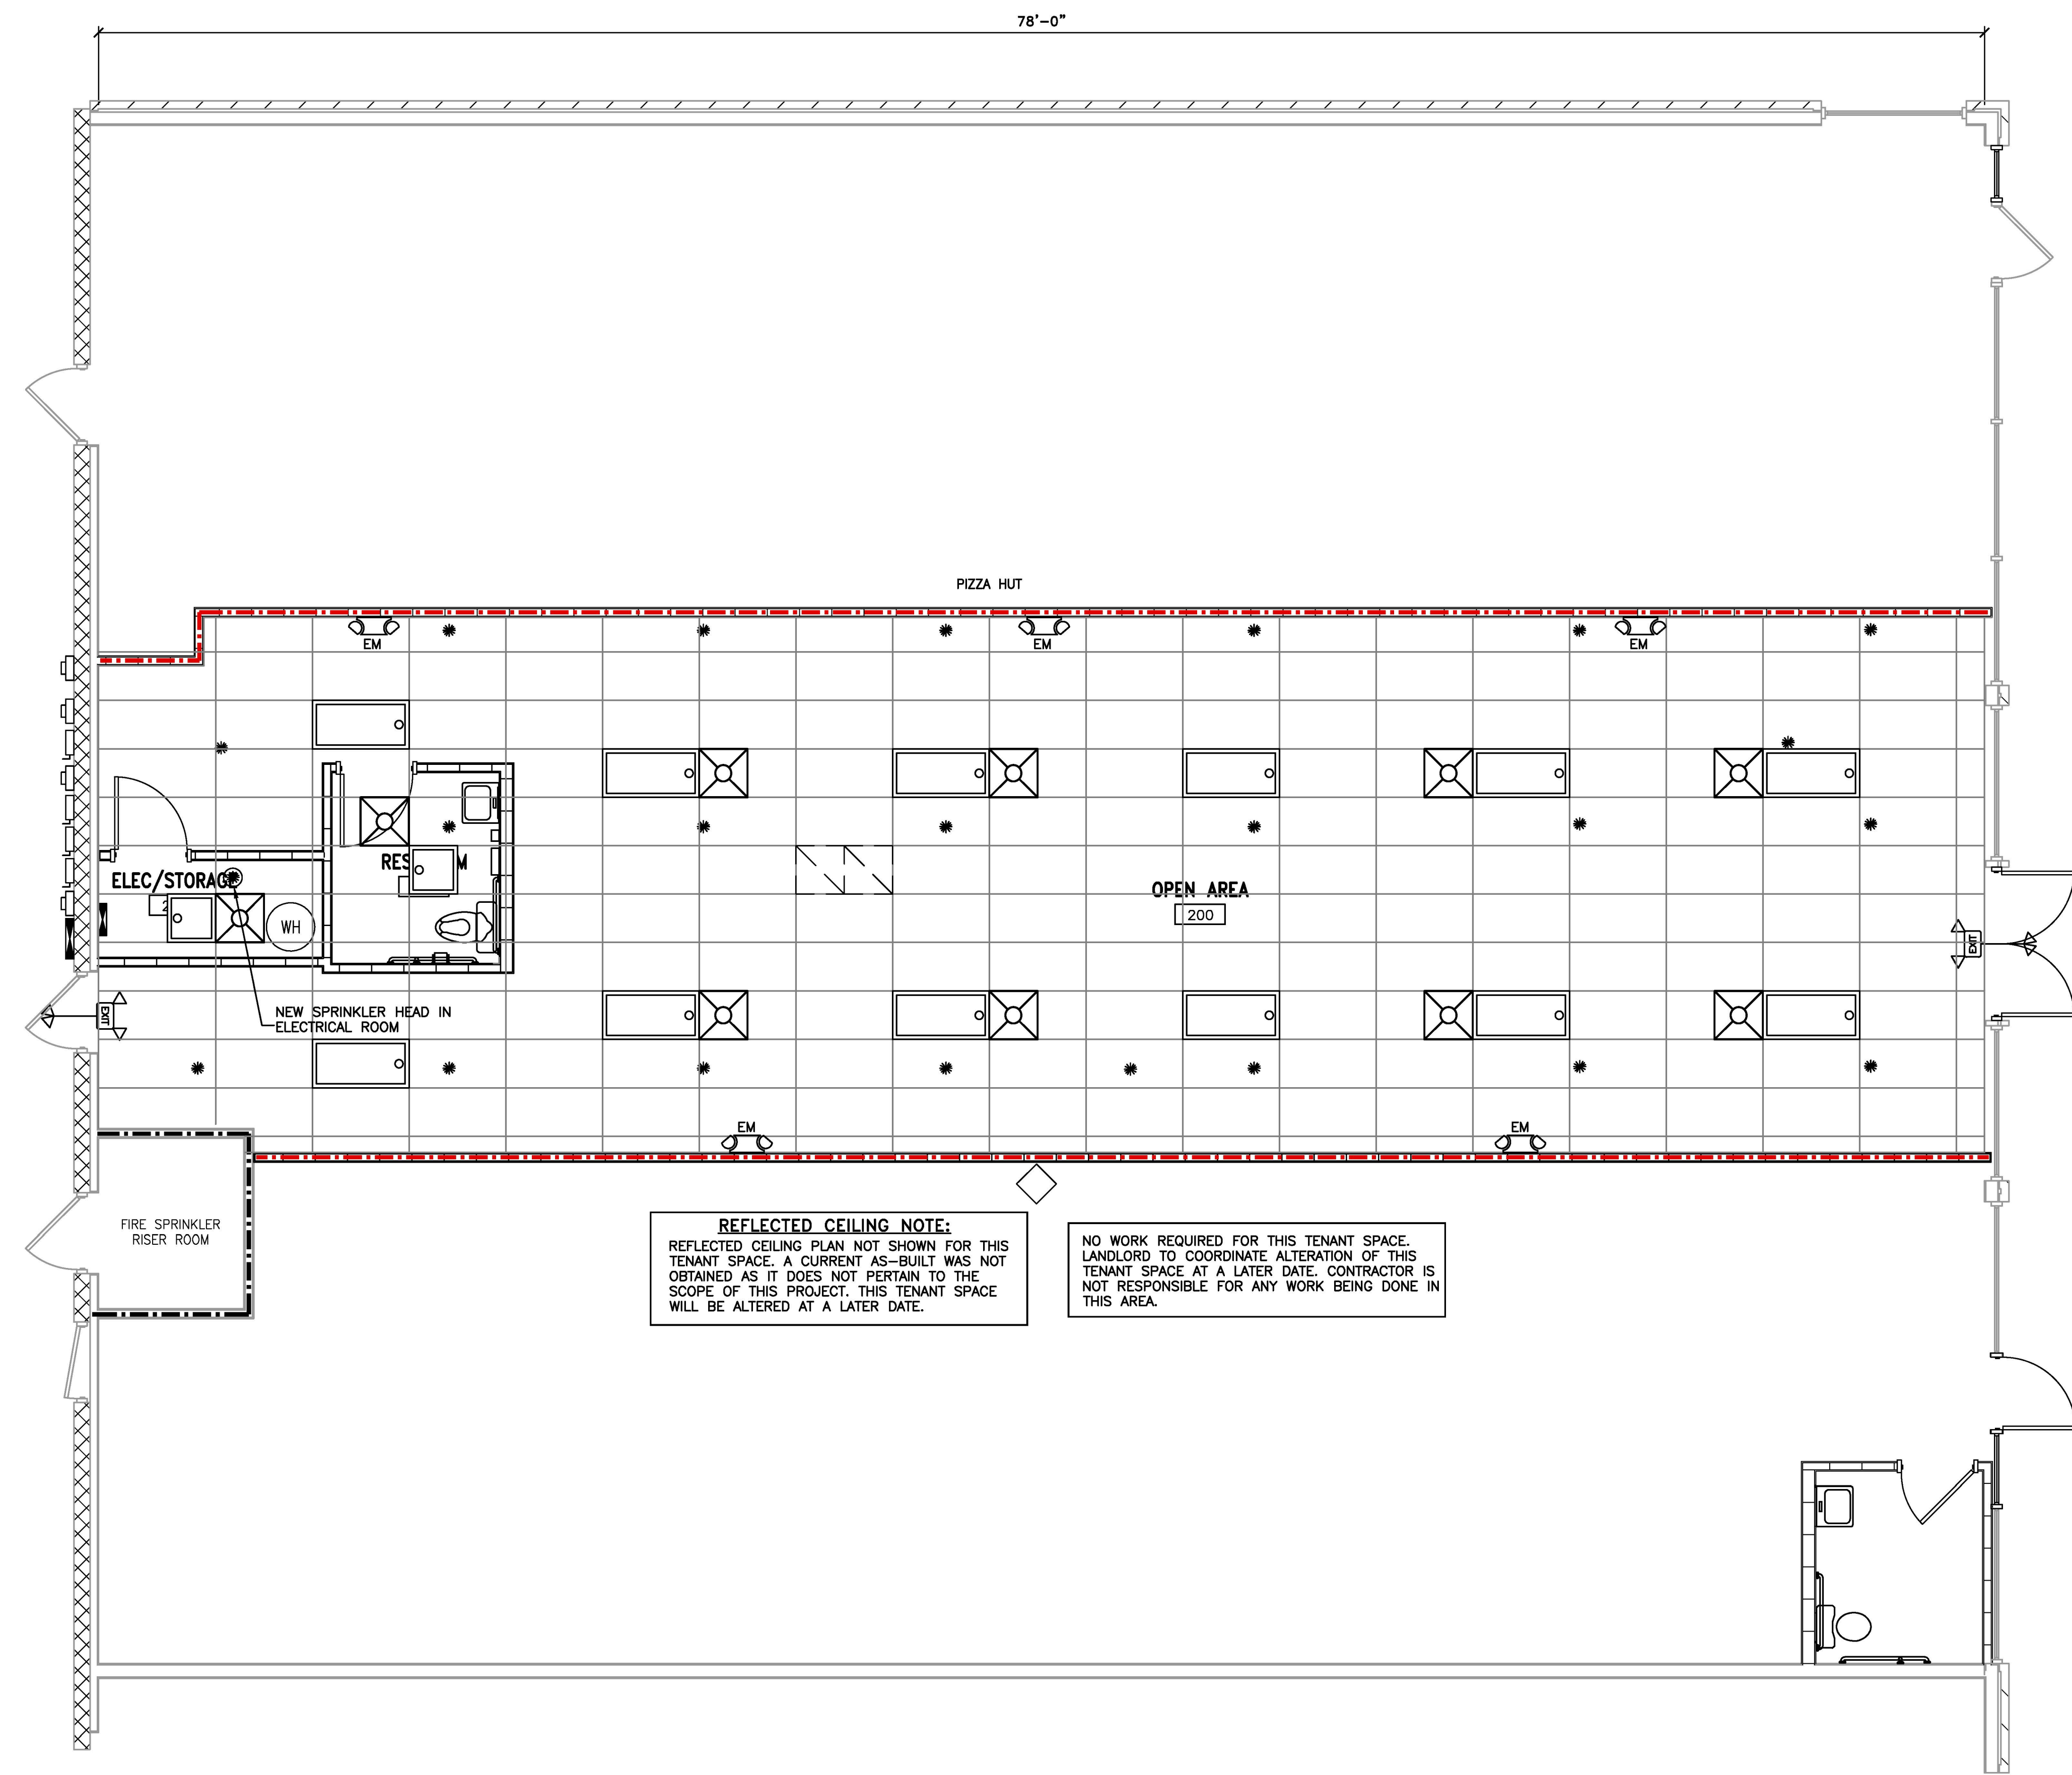 78'-0"
PIZZA HUT
EM
EM
EM
RES M
ELEC/STORAGE
2
WH
OPEN AREA
200
EXIT
EXIT
NEW SPRINKLER HEAD IN
ELECTRICAL ROOM
EM
EM
FIRE SPRINKLER
RISER ROOM
REFLECTED CEILING NOTE:
REFLECTED CEILING PLAN NOT SHOWN FOR THIS
TENANT SPACE. A CURRENT AS-BUILT WAS NOT
OBTAINED AS IT DOES NOT PERTAIN TO THE
SCOPE OF THIS PROJECT. THIS TENANT SPACE
WILL BE ALTERED AT A LATER DATE.
NO WORK REQUIRED FOR THIS TENANT SPACE.
LANDLORD TO COORDINATE ALTERATION OF THIS
TENANT SPACE AT A LATER DATE. CONTRACTOR IS
NOT RESPONSIBLE FOR ANY WORK BEING DONE IN
THIS AREA.